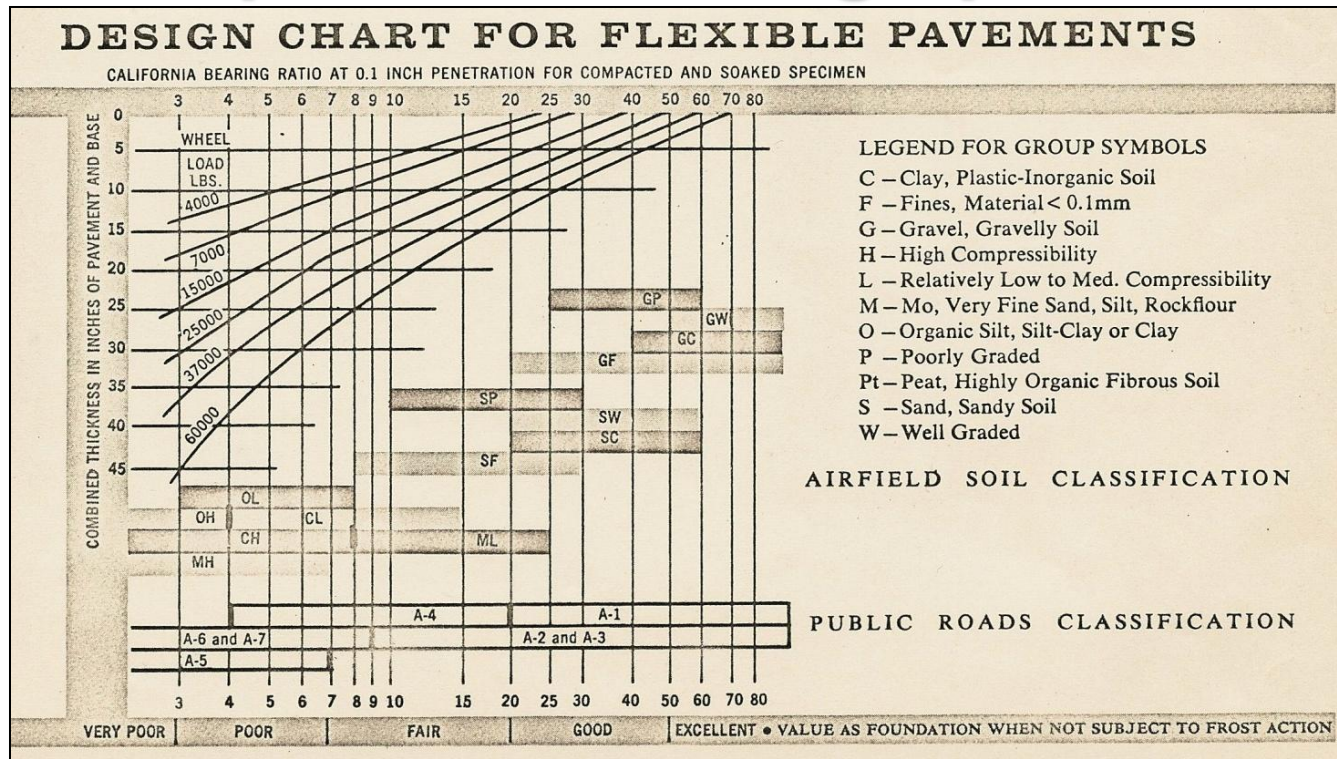 DESIGN CHART FOR FLEXIBLE PAVEMENTS
CALIFORNIA BEARING RATIO AT 0.1 INCH PENETRATION FOR COMPACTED AND SOAKED SPECIMEN
3 4 5 6 7 8 9 10 15 20 25 30 40 50 60 70 80
COMBINED THICKNESS IN INCHES OF PAVEMENT AND BASE
0
5
10
15
20
25
30
35
40
45
WHEEL
LOAD
LBS.
4000
7000
15000
25000
37000
60000
GP
GW
GC
GF
SP
SW
SC
SF
OL
OH CL
CH ML
MH
LEGEND FOR GROUP SYMBOLS
C – Clay, Plastic-Inorganic Soil
F – Fines, Material < 0.1mm
G – Gravel, Gravelly Soil
H – High Compressibility
L – Relatively Low to Med. Compressibility
M – Mo, Very Fine Sand, Silt, Rockflour
O – Organic Silt, Silt-Clay or Clay
P – Poorly Graded
Pt – Peat, Highly Organic Fibrous Soil
S – Sand, Sandy Soil
W – Well Graded
AIRFIELD SOIL CLASSIFICATION
A-4 A-1
A-6 and A-7 A-2 and A-3
A-5
PUBLIC ROADS CLASSIFICATION
3 4 5 6 7 8 9 10 15 20 25 30 40 50 60 70 80
VERY POOR POOR FAIR GOOD EXCELLENT • VALUE AS FOUNDATION WHEN NOT SUBJECT TO FROST ACTION